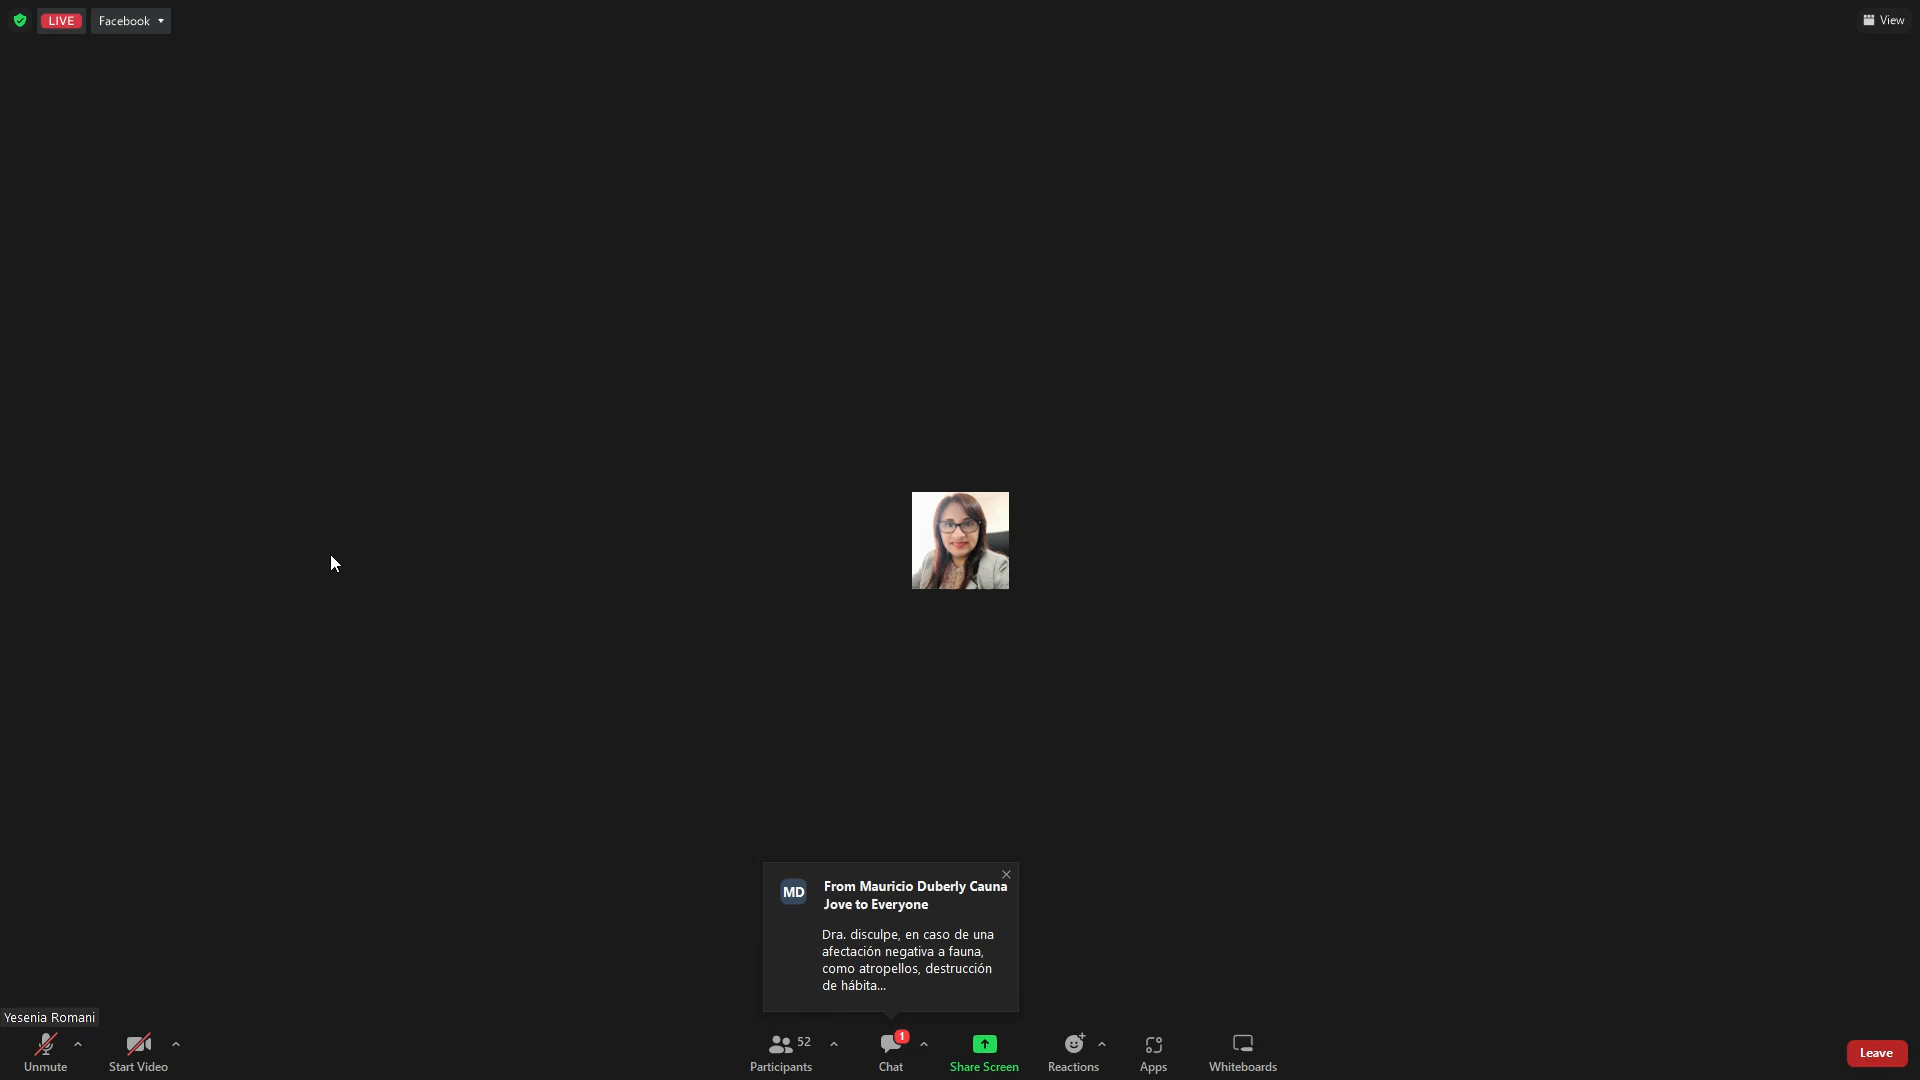 LIVE
Facebook
View
MD
From Mauricio Duberly Cauna
Jove to Everyone
Dra. disculpe, en caso de una
afectación negativa a fauna,
como atropellos, destrucción
de hábita...
Yesenia Romani
52
1
Unmute
Start Video
Participants
Chat
Share Screen
Reactions
Apps
Whiteboards
Leave